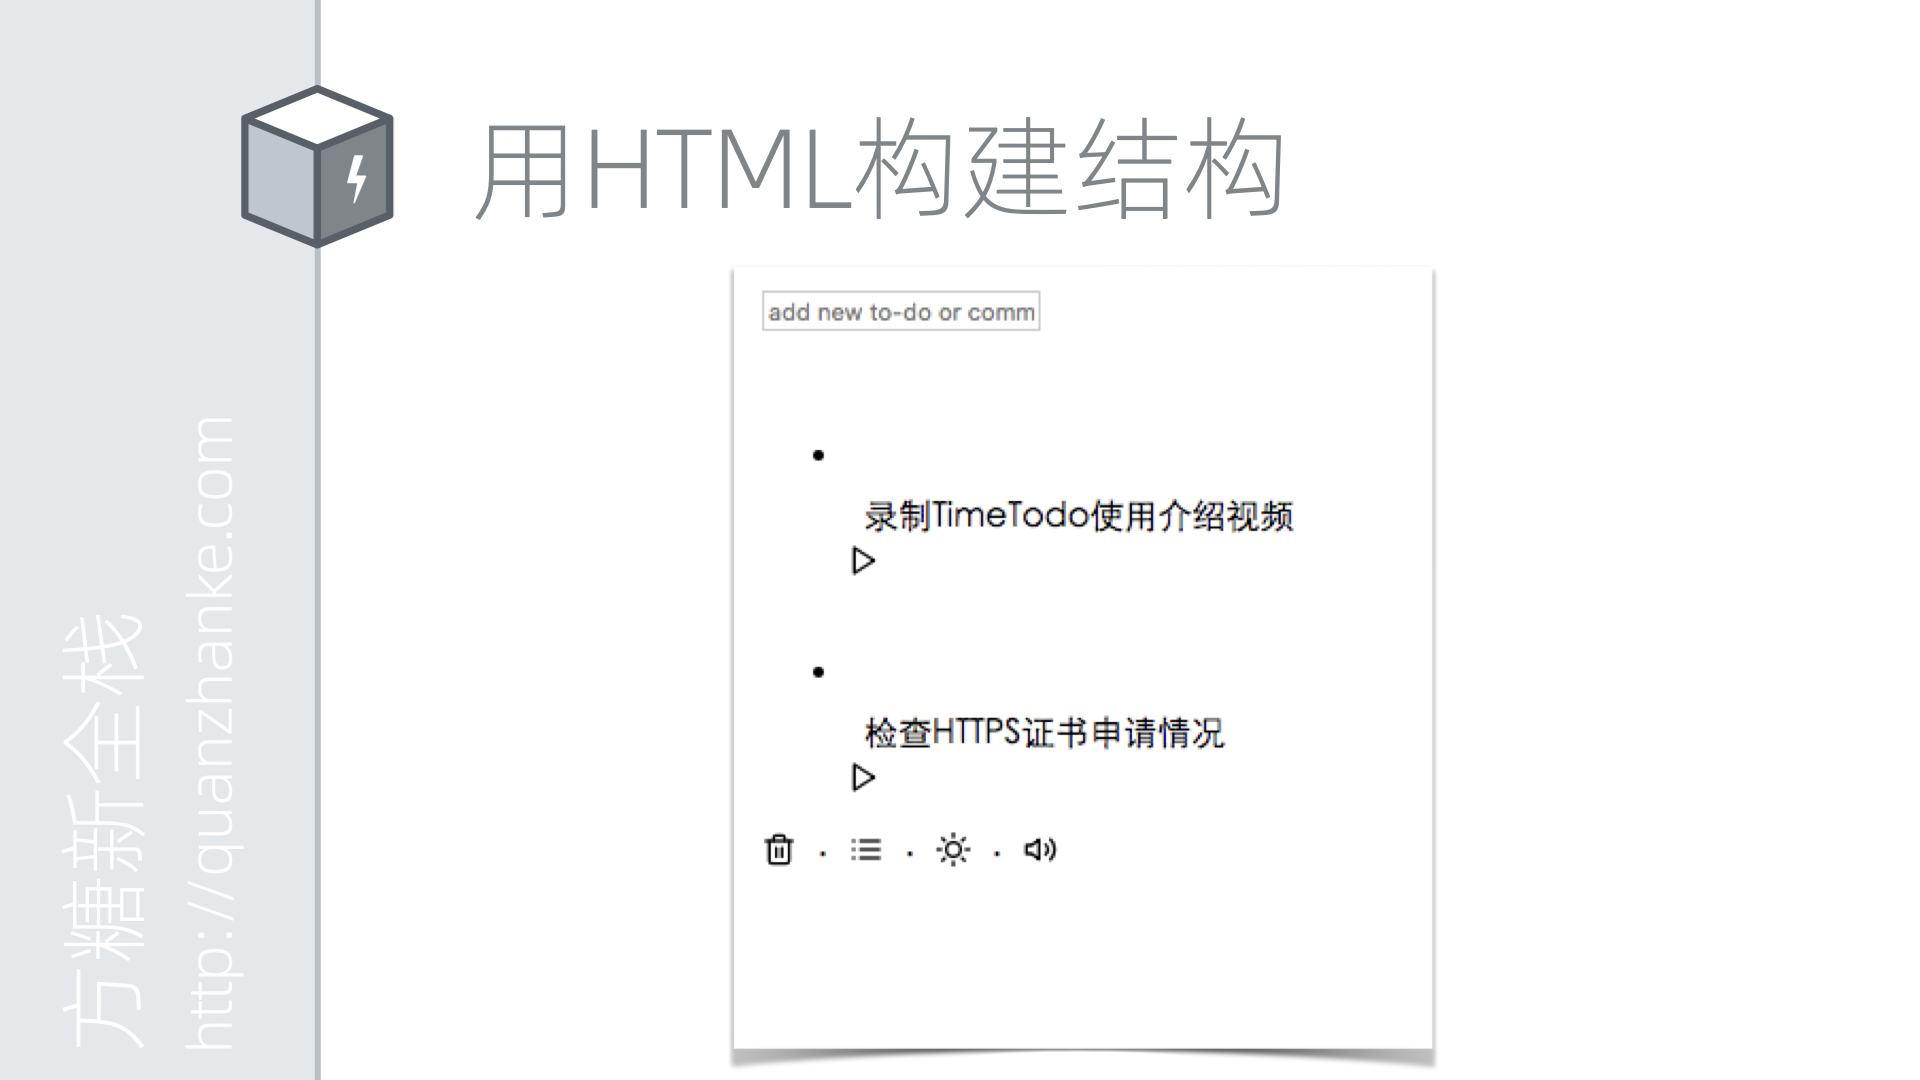 用HTML构建结构
add new to-do or comm
录制TimeTodo使用介绍视频
检查HTTPS证书申请情况
方糖新全栈
http://quanzhanke.com